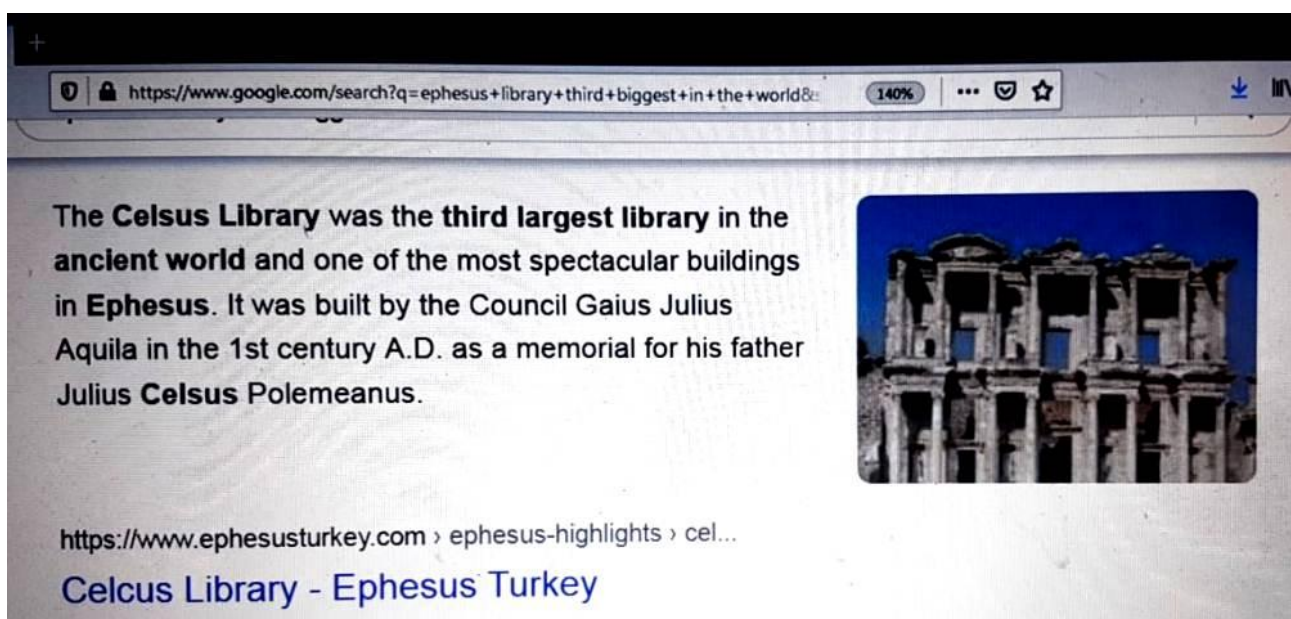 https://www.google.com/search?q=ephesus+library+third+biggest+in+the+world&
140%
The Celsus Library was the third largest library in the
ancient world and one of the most spectacular buildings
in Ephesus. It was built by the Council Gaius Julius
Aquila in the 1st century A.D. as a memorial for his father
Julius Celsus Polemeanus.
https://www.ephesusturkey.com › ephesus-highlights › cel...
Celcus Library - Ephesus Turkey